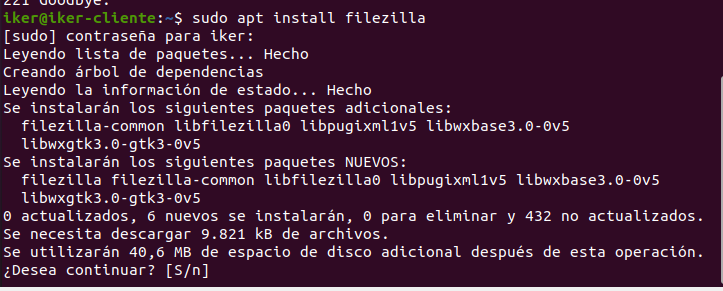 221 Goodbye.
iker@iker-cliente:~$ sudo apt install filezilla
[sudo] contraseña para iker:
Leyendo lista de paquetes... Hecho
Creando árbol de dependencias
Leyendo la información de estado... Hecho
Se instalarán los siguientes paquetes adicionales:
  filezilla-common libfilezilla0 libpugixml1v5 libwxbase3.0-0v5
  libwxgtk3.0-gtk3-0v5
Se instalarán los siguientes paquetes NUEVOS:
  filezilla filezilla-common libfilezilla0 libpugixml1v5 libwxbase3.0-0v5
  libwxgtk3.0-gtk3-0v5
0 actualizados, 6 nuevos se instalarán, 0 para eliminar y 432 no actualizados.
Se necesita descargar 9.821 kB de archivos.
Se utilizarán 40,6 MB de espacio de disco adicional después de esta operación.
¿Desea continuar? [S/n]